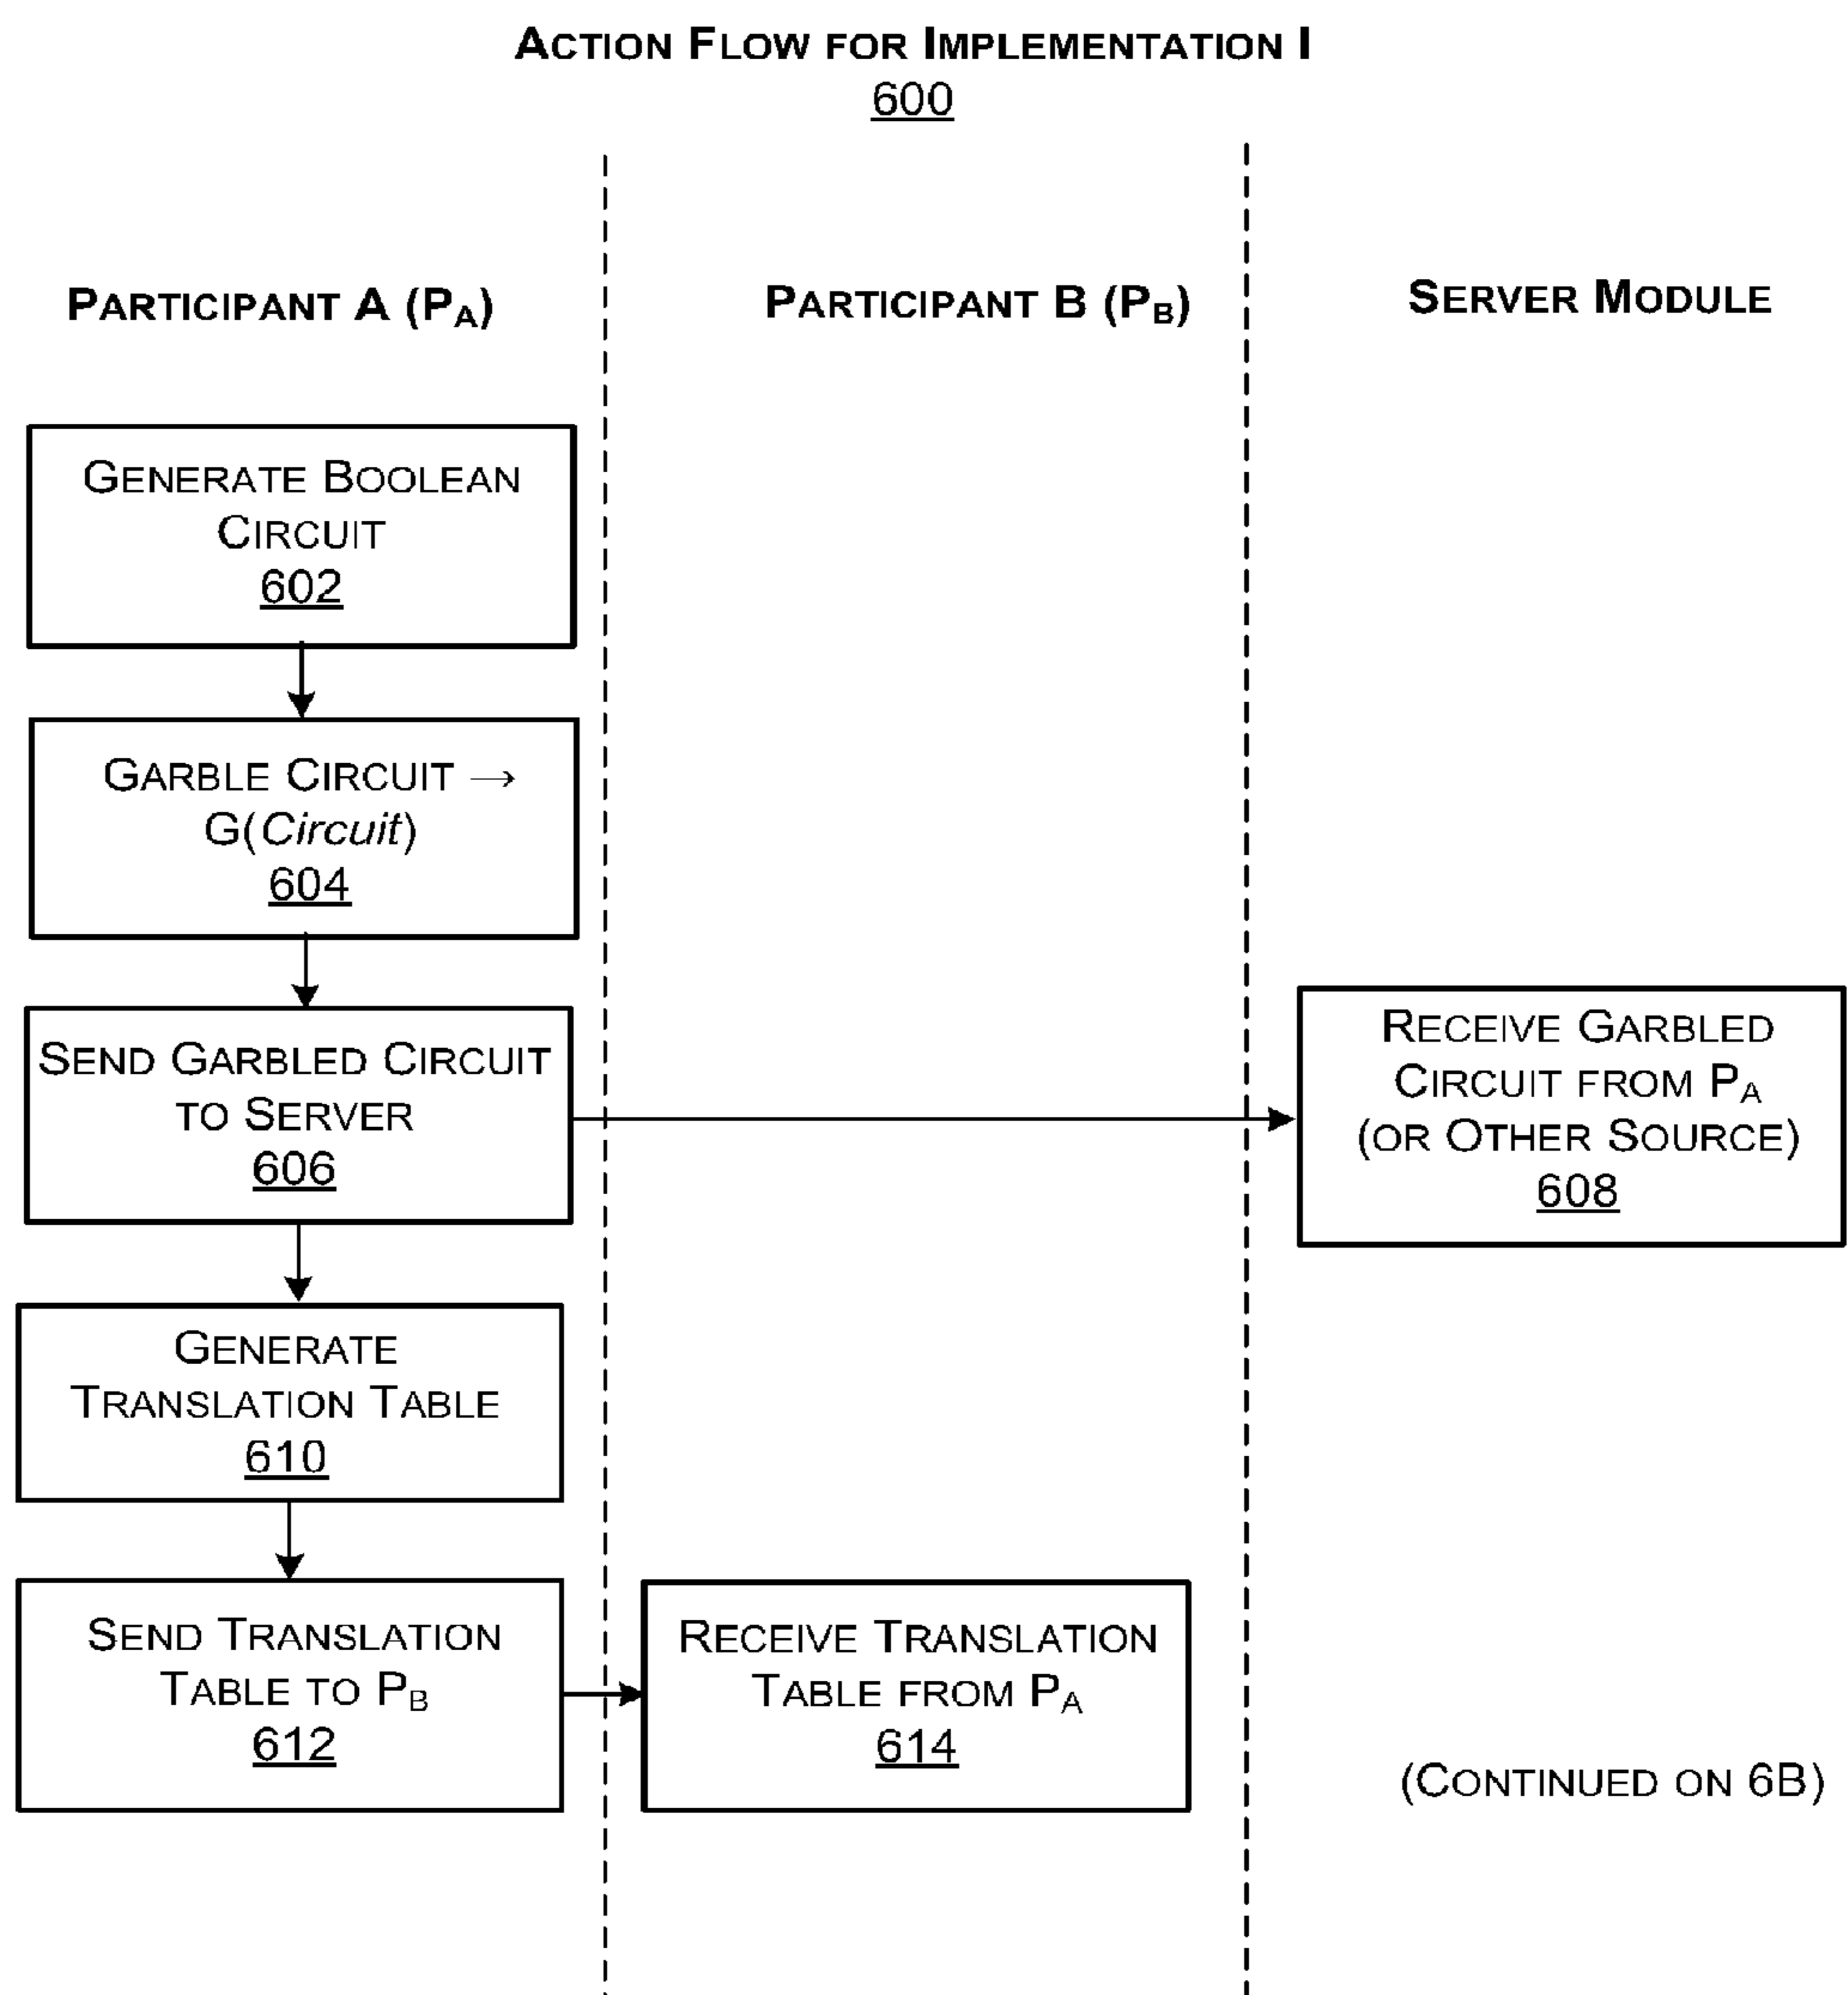 ACTION FLOW FOR IMPLEMENTATION I
600
PARTICIPANT A (PA)
PARTICIPANT B (PB)
SERVER MODULE
GENERATE BOOLEAN
CIRCUIT
602
GARBLE CIRCUIT →
G(Circuit)
604
SEND GARBLED CIRCUIT
TO SERVER
606
RECEIVE GARBLED
CIRCUIT FROM PA
(OR OTHER SOURCE)
608
GENERATE
TRANSLATION TABLE
610
SEND TRANSLATION
TABLE TO PB
612
RECEIVE TRANSLATION
TABLE FROM PA
614
(CONTINUED ON 6B)